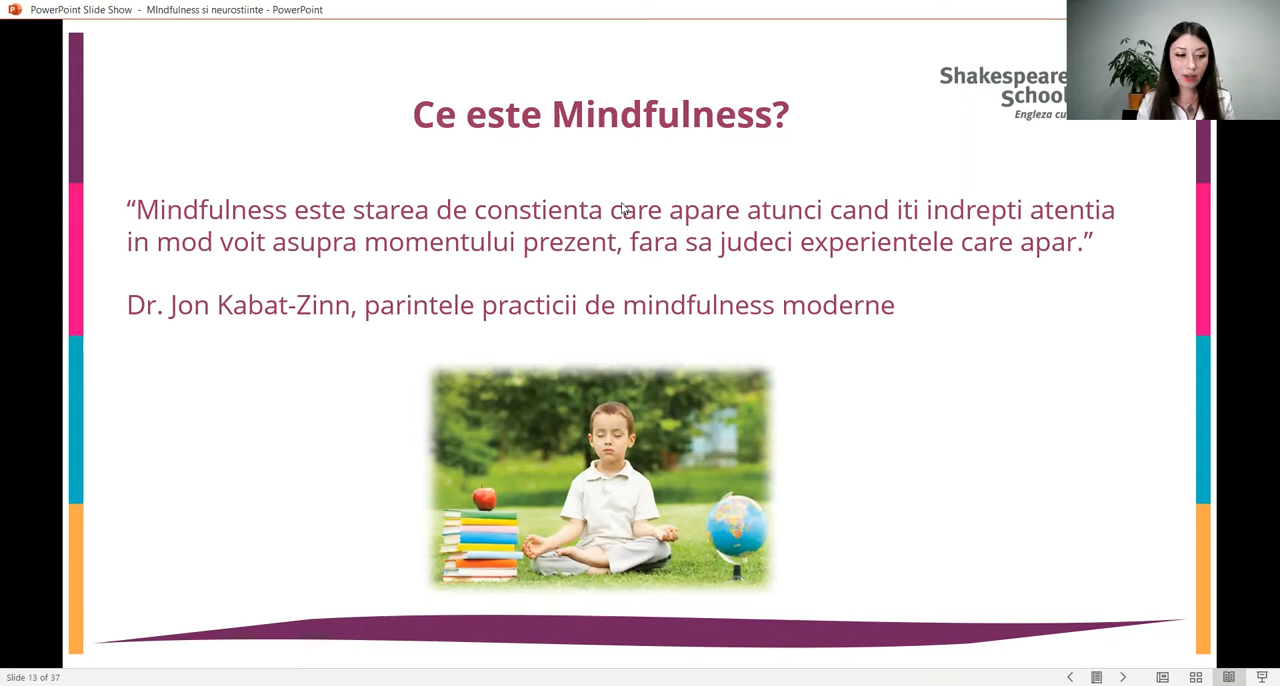 PowerPoint Slide Show - MIndfulness si neurostiinte - PowerPoint
Shakespeare
School
Engleza cu
Ce este Mindfulness?
“Mindfulness este starea de constienta care apare atunci cand iti indrepti atentia
in mod voit asupra momentului prezent, fara sa judeci experientele care apar.”
Dr. Jon Kabat-Zinn, parintele practicii de mindfulness moderne
Slide 13 of 37